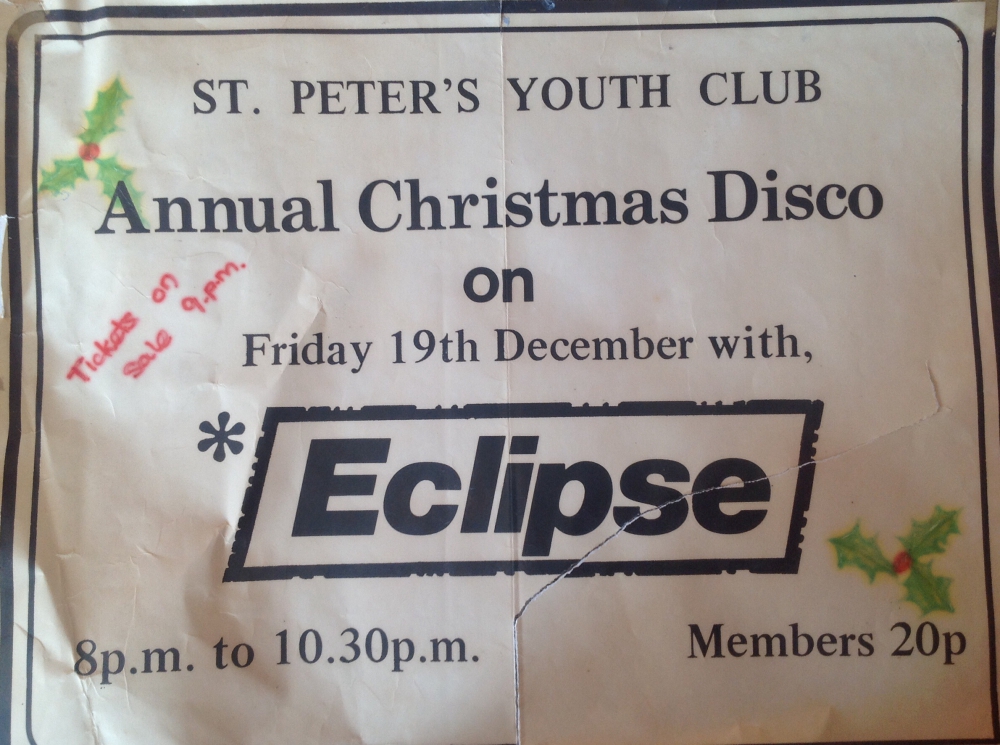 ST. PETER'S YOUTH CLUB
Annual Christmas Disco
on
Tickets on
Sale 9.p.m.
Friday 19th December with,
*Eclipse
8p.m. to 10.30p.m.
Members 20p